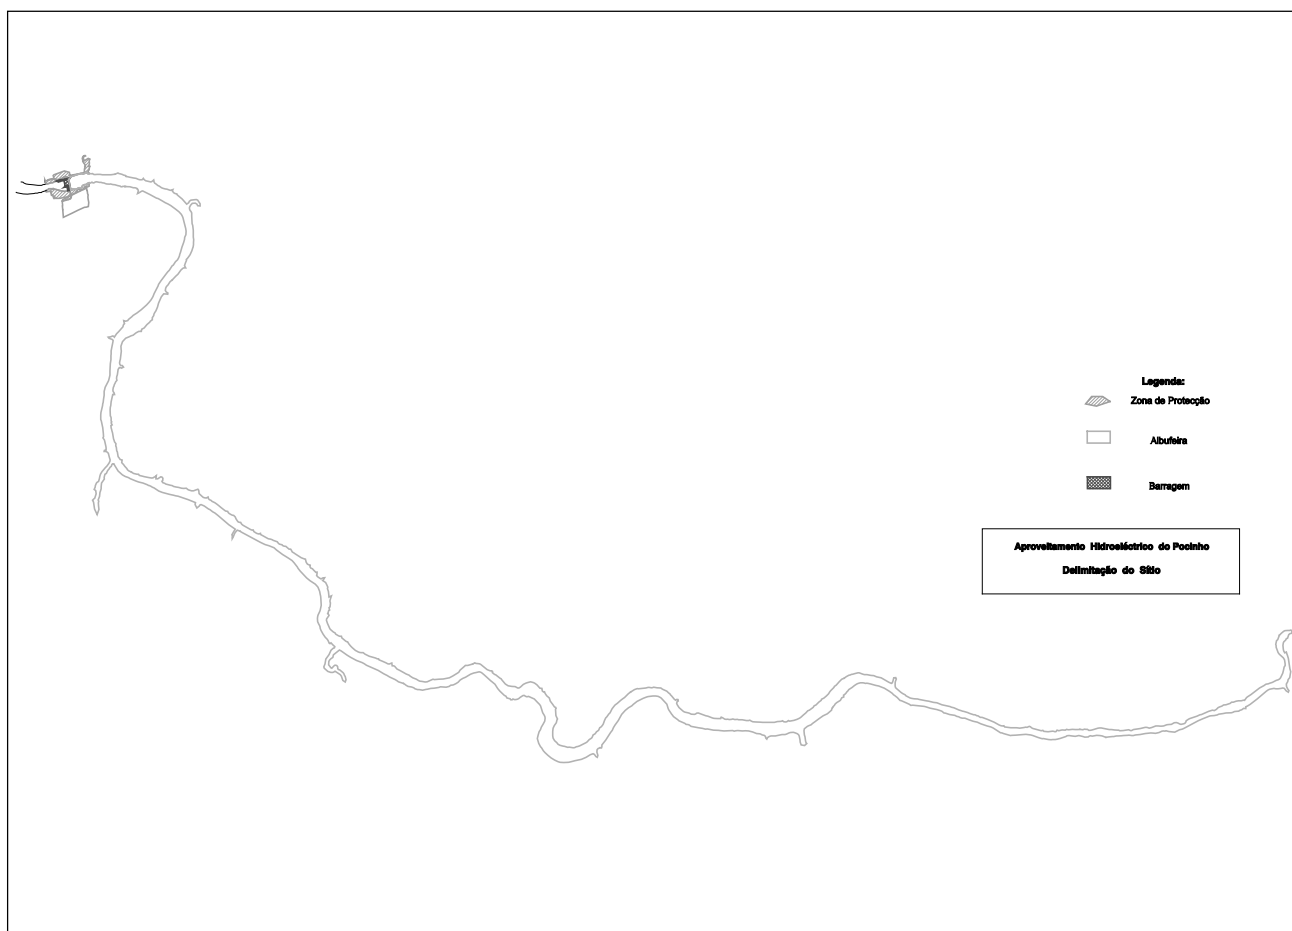 Legenda:
Zona de Protecção
Albufeira
Barragem
Aproveitamento Hidroeléctrico do Pocinho
Delimitação do Sítio